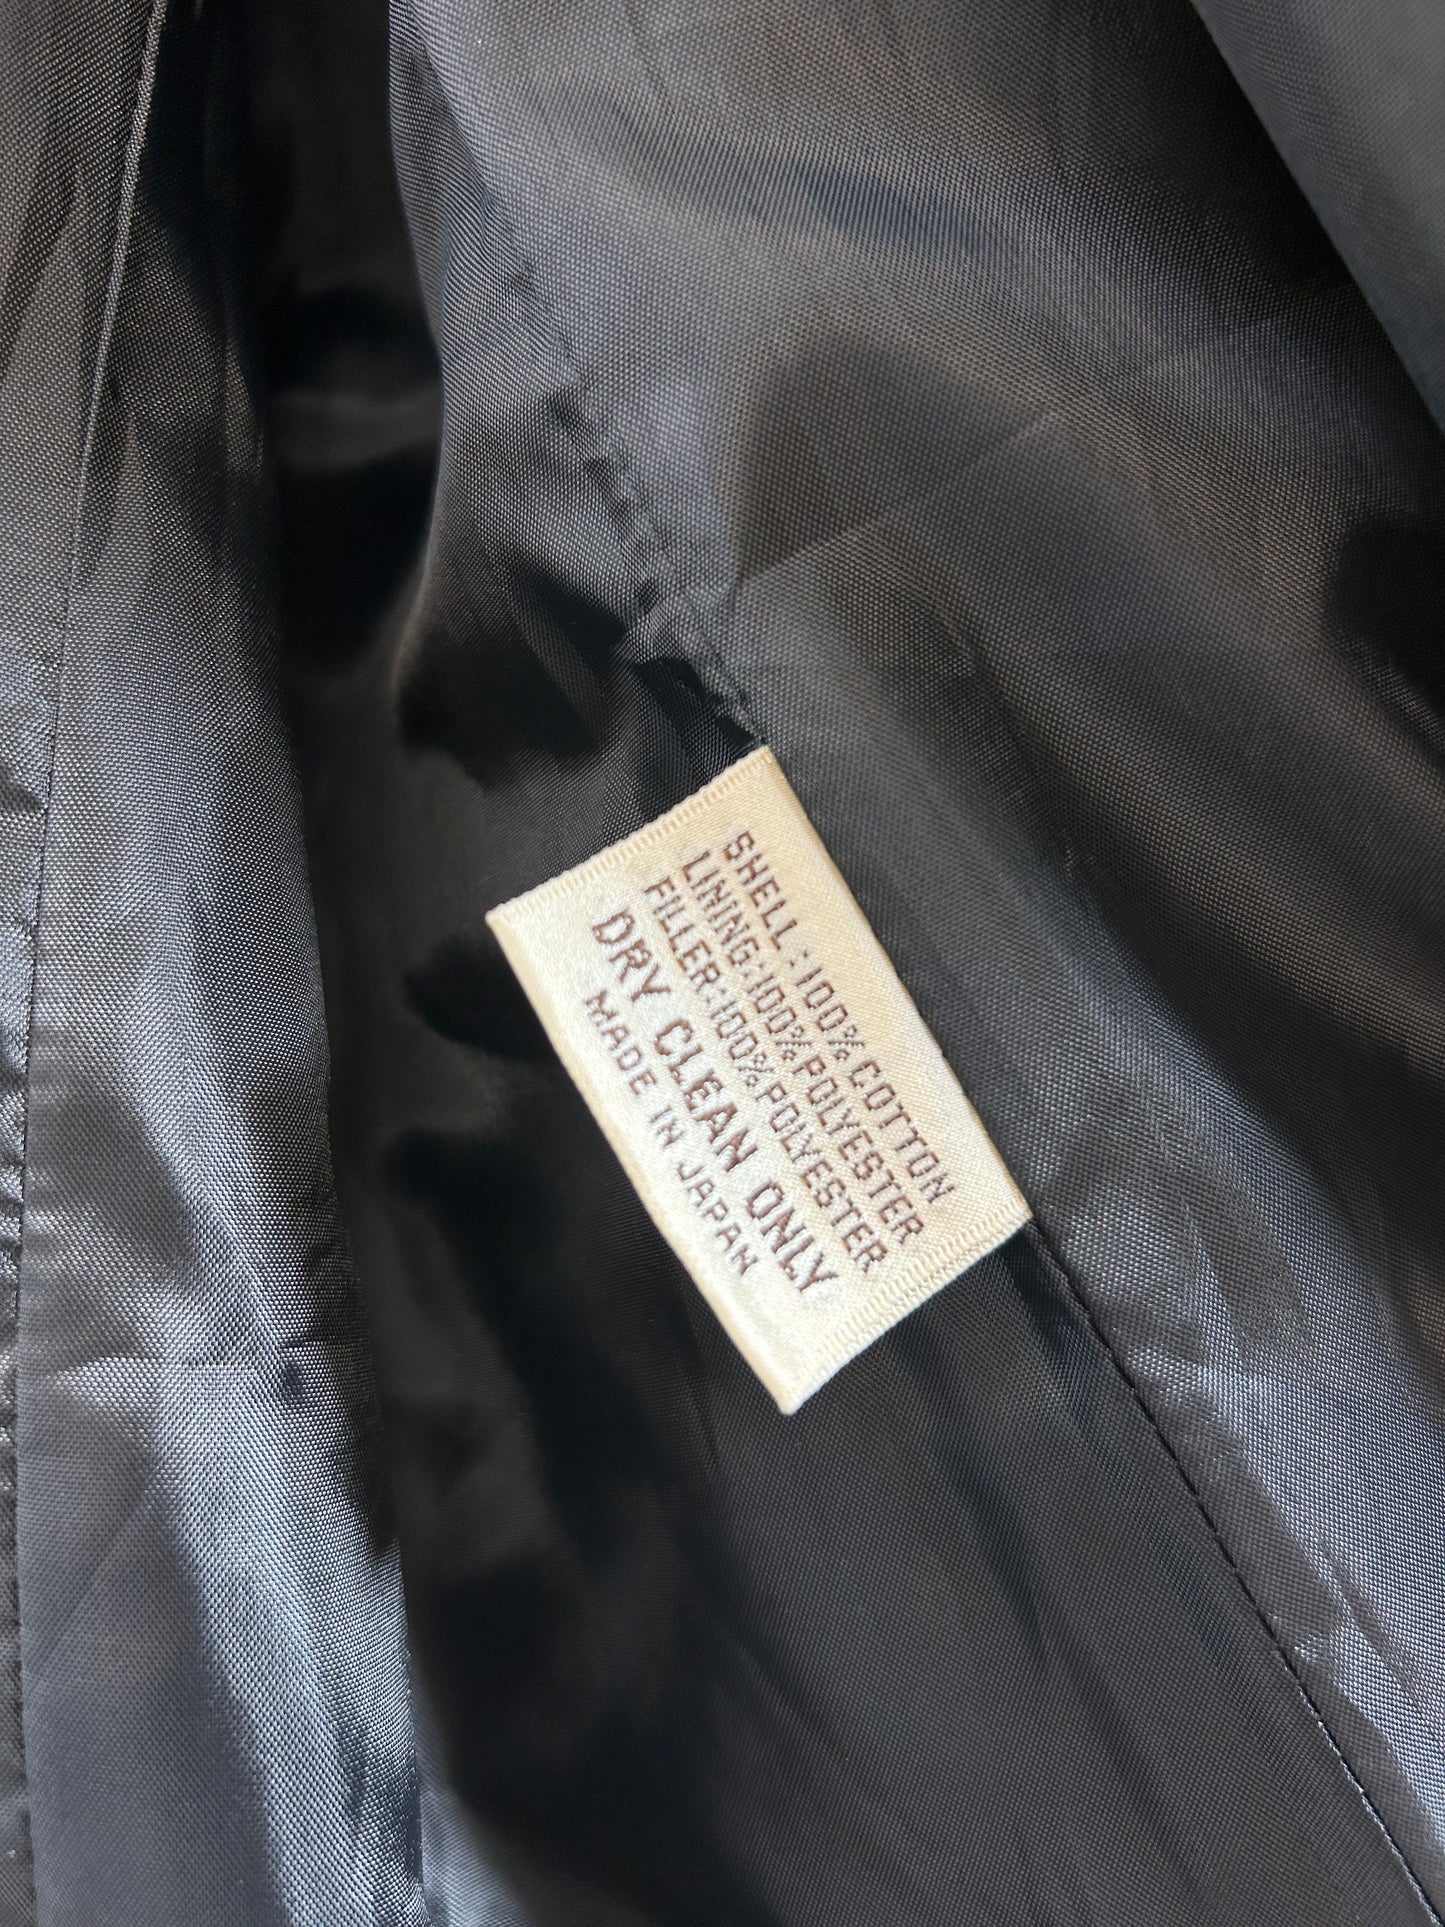 SHELL : 100% COTTON
LINING:100% POLYESTER
FILLER:100% POLYESTER
DRY CLEAN ONLY
MADE IN JAPAN